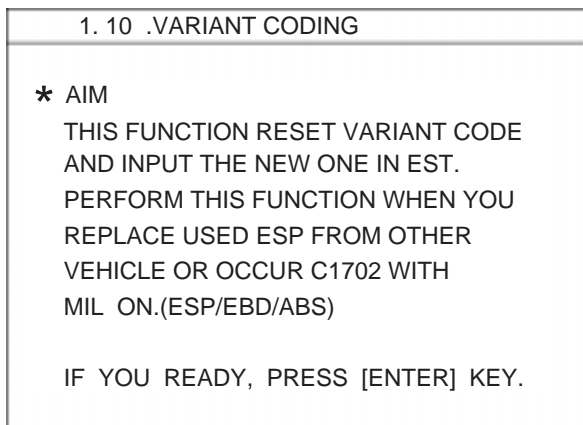 1. 10 .VARIANT CODING
* AIM
THIS FUNCTION RESET VARIANT CODE
AND INPUT THE NEW ONE IN EST.
PERFORM THIS FUNCTION WHEN YOU
REPLACE USED ESP FROM OTHER
VEHICLE OR OCCUR C1702 WITH
MIL ON.(ESP/EBD/ABS)
IF YOU READY, PRESS [ENTER] KEY.